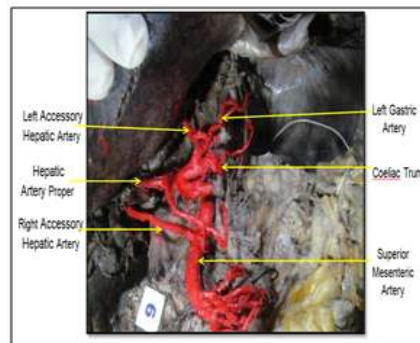 Left Accessory
Hepatic Artery
Hepatic
Artery Proper
Right Accessory
Hepatic Artery
Left Gastric
Artery
Coeliac Trun
Superior
Mesenteric
Artery
6